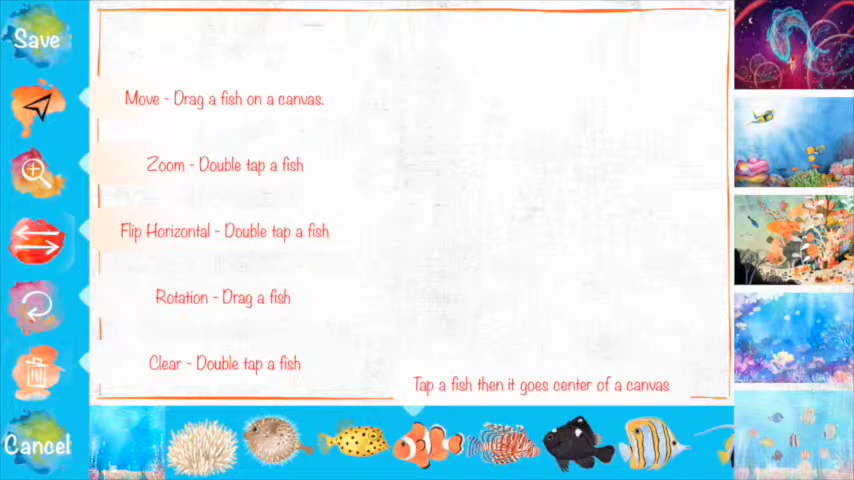 Save
Move - Drag a fish on a canvas.
Zoom - Double tap a fish
Flip Horizontal - Double tap a fish
Rotation - Drag a fish
Clear - Double tap a fish
Tap a fish then it goes center of a canvas
Cancel